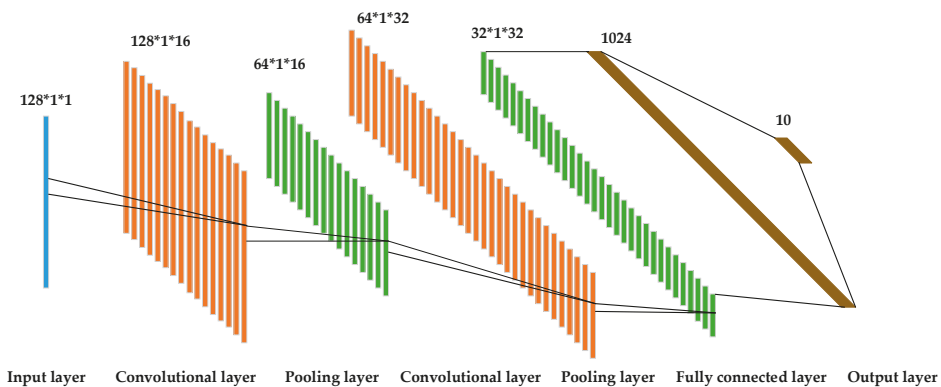 128*1*1
128*1*16
64*1*16
64*1*32
32*1*32
1024
10
Input layer
Convolutional layer
Pooling layer
Convolutional layer
Pooling layer
Fully connected layer
Output layer